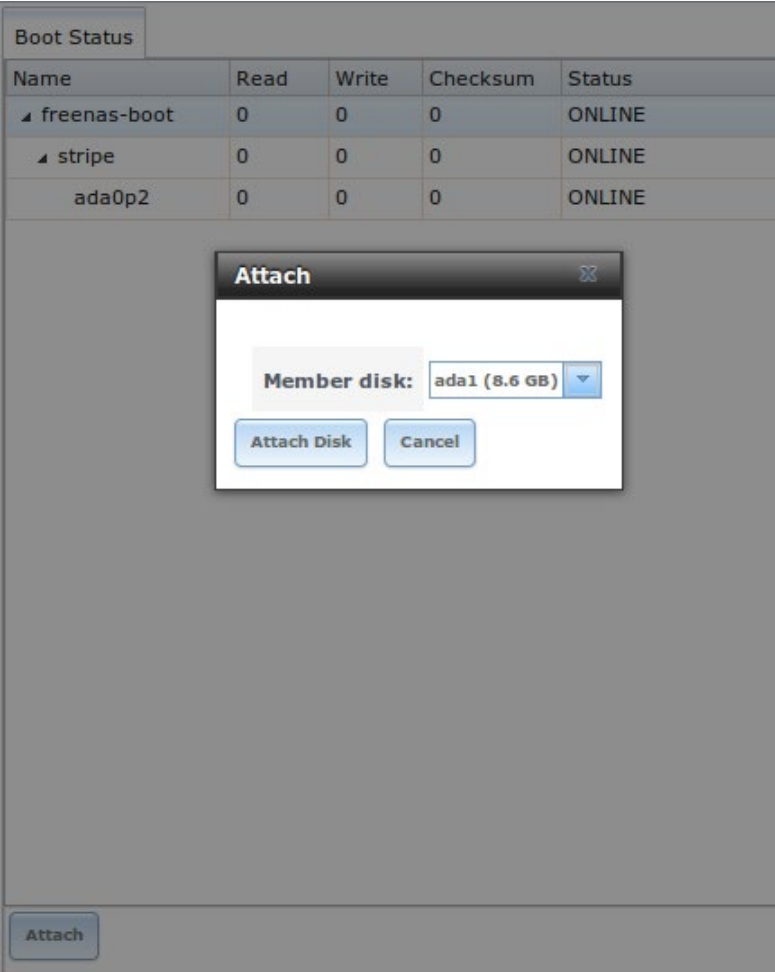 Boot Status
Name Read Write Checksum Status
freenas-boot 0 0 0 ONLINE
stripe 0 0 0 ONLINE
ada0p2 0 0 0 ONLINE
Attach
Member disk: ada1 (8.6 GB)
Attach Disk Cancel
Attach